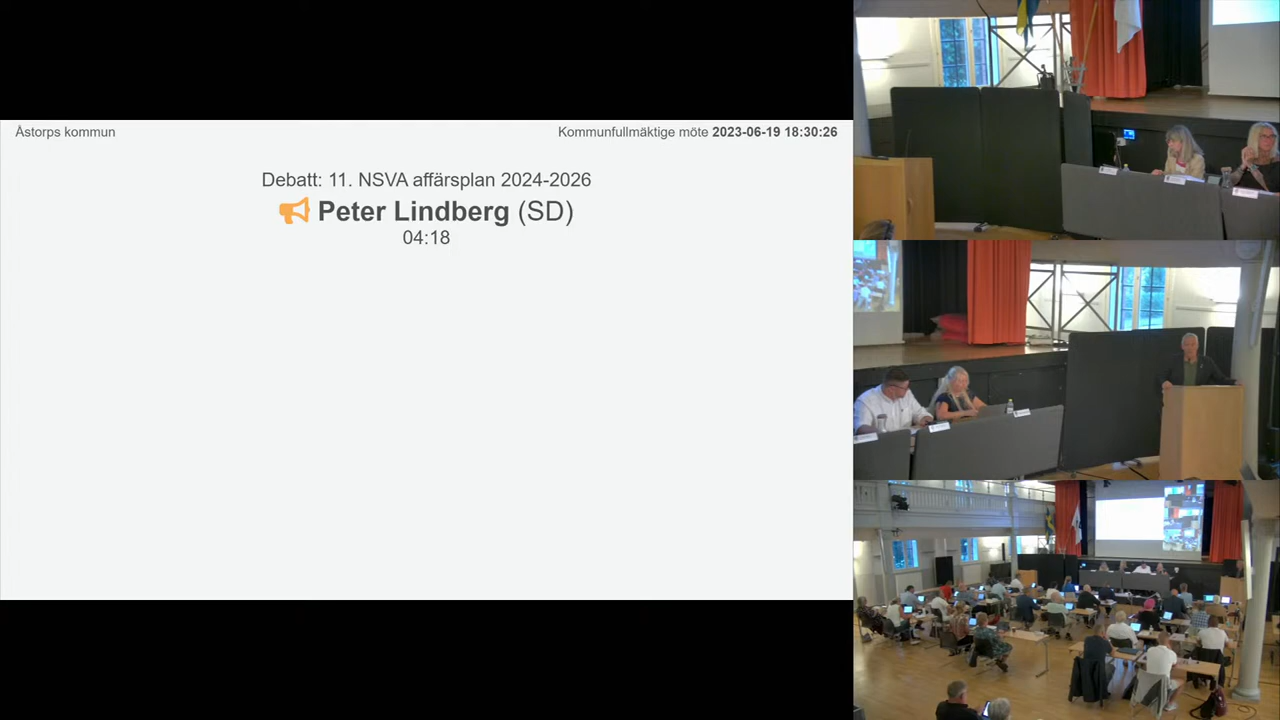 Åstorps kommun
Kommunfullmäktige möte 2023-06-19 18:30:26
Debatt: 11. NSVA affärsplan 2024-2026
Peter Lindberg (SD)
04:18